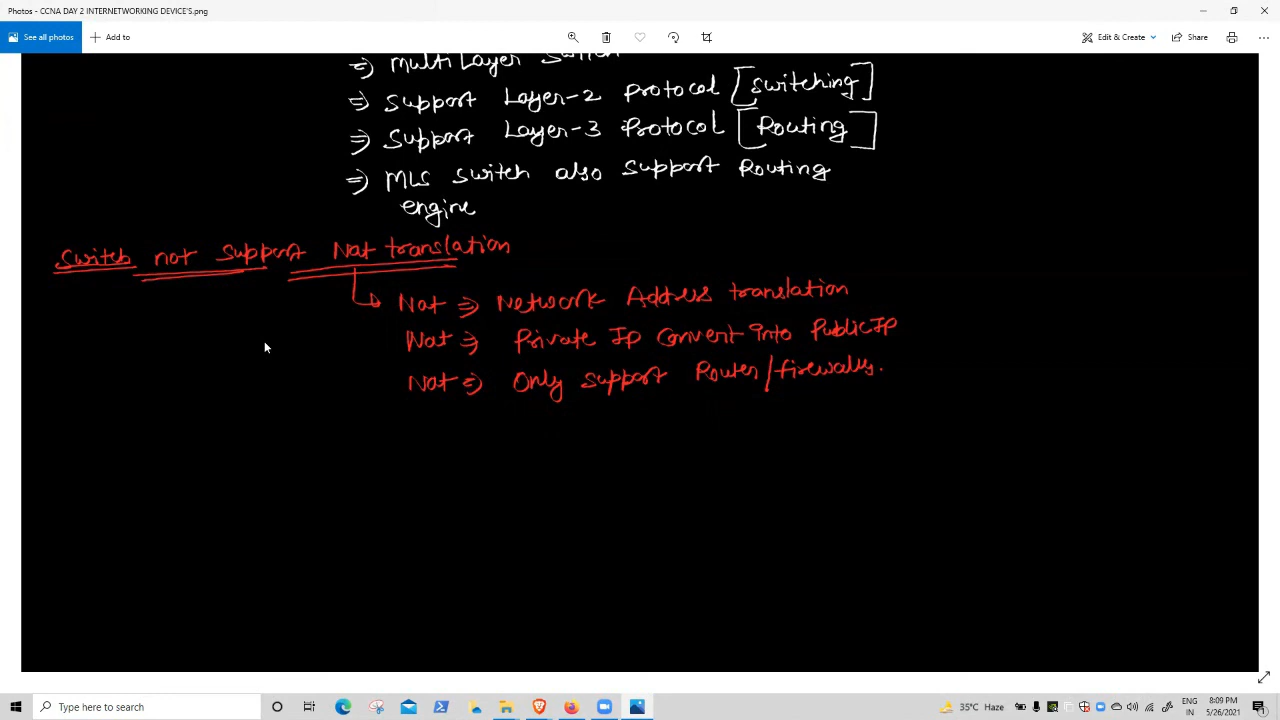 Photos - CCNA DAY 2 INTERNETWORKING DEVICE'S.png
See all photos
Add to
Edit & Create
Share
⇒ MultiLayer Switch
⇒ Support Layer-2 Protocol [Switching]
⇒ Support Layer-3 Protocol [Routing]
⇒ MLS Switch also Support Routing
engine
Switch not Support Nat translation
Nat ⇒ Network Address translation
Nat ⇒ Private IP Convert into Public IP
Nat ⇒ Only Support Router/firewalls.
Type here to search
35°C Haze
ENG
IN
8:09 PM
5/26/2021